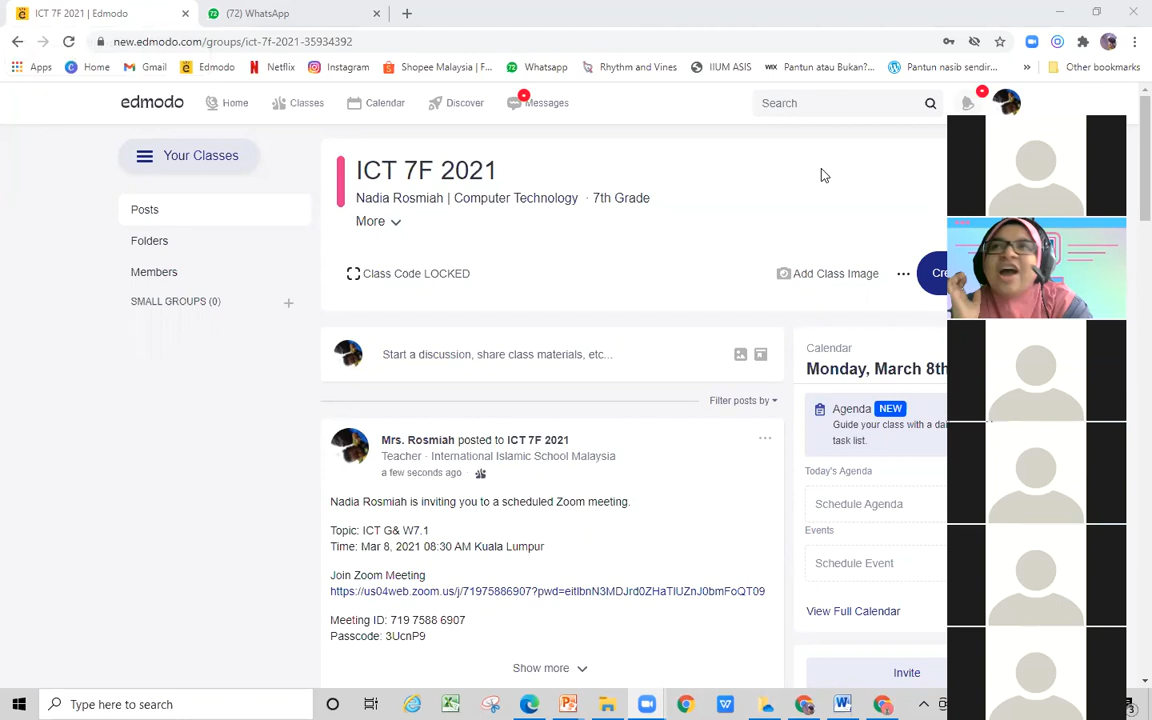 ICT 7F 2021 | Edmodo
(72) WhatsApp
new.edmodo.com/groups/ict-7f-2021-35934392
Apps
Home
Gmail
Edmodo
Netflix
Instagram
Shopee Malaysia | F...
Whatsapp
Rhythm and Vines
IIUM ASIS
WIX
Pantun atau Bukan?...
Pantun nasib sendir...
»
Other bookmarks
edmodo
Home
Classes
Calendar
Discover
Messages
Search
Your Classes
Posts
Folders
Members
SMALL GROUPS (0)
ICT 7F 2021
Nadia Rosmiah | Computer Technology · 7th Grade
More
Class Code LOCKED
Add Class Image
Cre
Start a discussion, share class materials, etc...
Filter posts by
Mrs. Rosmiah posted to ICT 7F 2021
Teacher · International Islamic School Malaysia
a few seconds ago ·
Nadia Rosmiah is inviting you to a scheduled Zoom meeting.
Topic: ICT G& W7.1
Time: Mar 8, 2021 08:30 AM Kuala Lumpur
Join Zoom Meeting
https://us04web.zoom.us/j/71975886907?pwd=eitlbnN3MDJrd0ZHaTlUZnJ0bmFoQT09
Meeting ID: 719 7588 6907
Passcode: 3UcnP9
Show more
Calendar
Monday, March 8th
Agenda NEW
Guide your class with a dai
task list.
Today's Agenda
Schedule Agenda
Events
Schedule Event
View Full Calendar
Invite
Type here to search
3